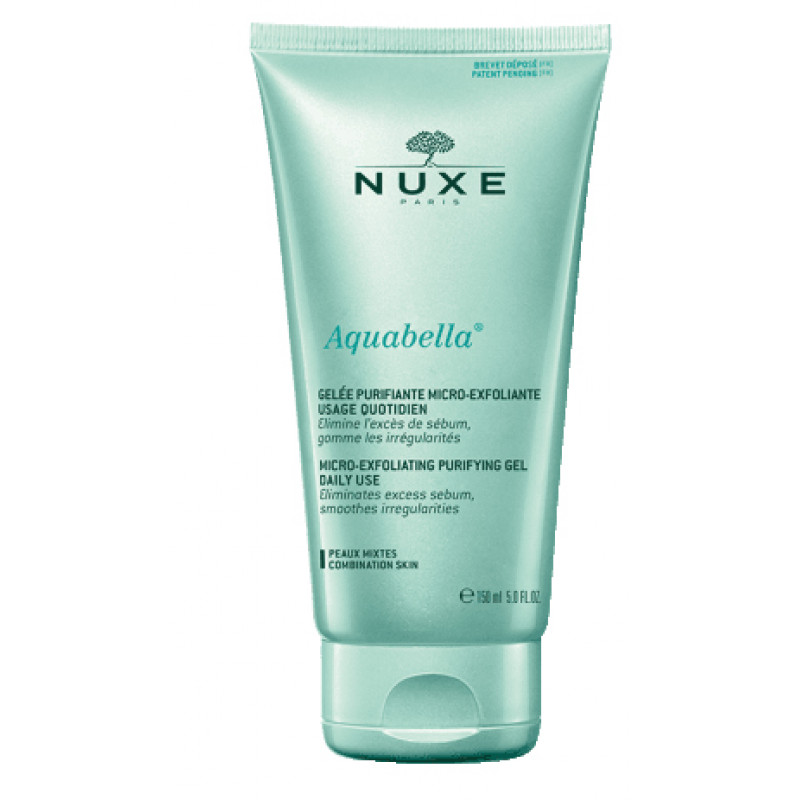 BREVET DÉPOSÉ [FR]
PATENT PENDING [FR]
NUXE
PARIS
Aquabella®
GELÉE PURIFIANTE MICRO-EXFOLIANTE
USAGE QUOTIDIEN
Elimine l'excès de sébum,
gomme les irrégularités
MICRO-EXFOLIATING PURIFYING GEL
DAILY USE
Eliminates excess sebum,
smoothes irregularities
PEAUX MIXTES
COMBINATION SKIN
℮ 150 ml 5.0 FL.OZ.